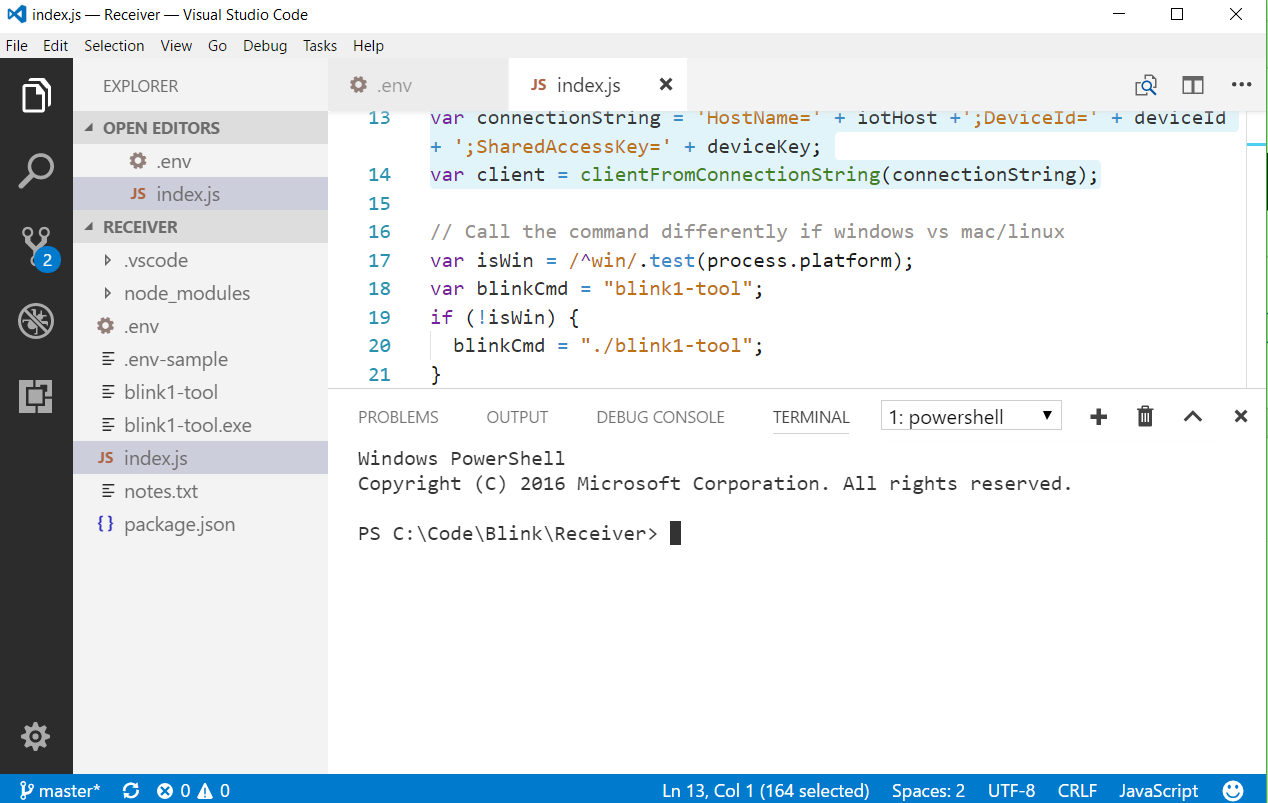 index.js — Receiver — Visual Studio Code
File Edit Selection View Go Debug Tasks Help
EXPLORER
OPEN EDITORS
.env
JS index.js
RECEIVER
.vscode
node_modules
.env
.env-sample
blink1-tool
blink1-tool.exe
JS index.js
notes.txt
{} package.json
2
.env
JS index.js
13 var connectionString = 'HostName=' + iotHost +';DeviceId=' + deviceId
+ ';SharedAccessKey=' + deviceKey;
14 var client = clientFromConnectionString(connectionString);
15
16 // Call the command differently if windows vs mac/linux
17 var isWin = /^win/.test(process.platform);
18 var blinkCmd = "blink1-tool";
19 if (!isWin) {
20 blinkCmd = "./blink1-tool";
21 }
PROBLEMS OUTPUT DEBUG CONSOLE TERMINAL 1: powershell
Windows PowerShell
Copyright (C) 2016 Microsoft Corporation. All rights reserved.
PS C:\Code\Blink\Receiver>
master* 0 0 Ln 13, Col 1 (164 selected) Spaces: 2 UTF-8 CRLF JavaScript